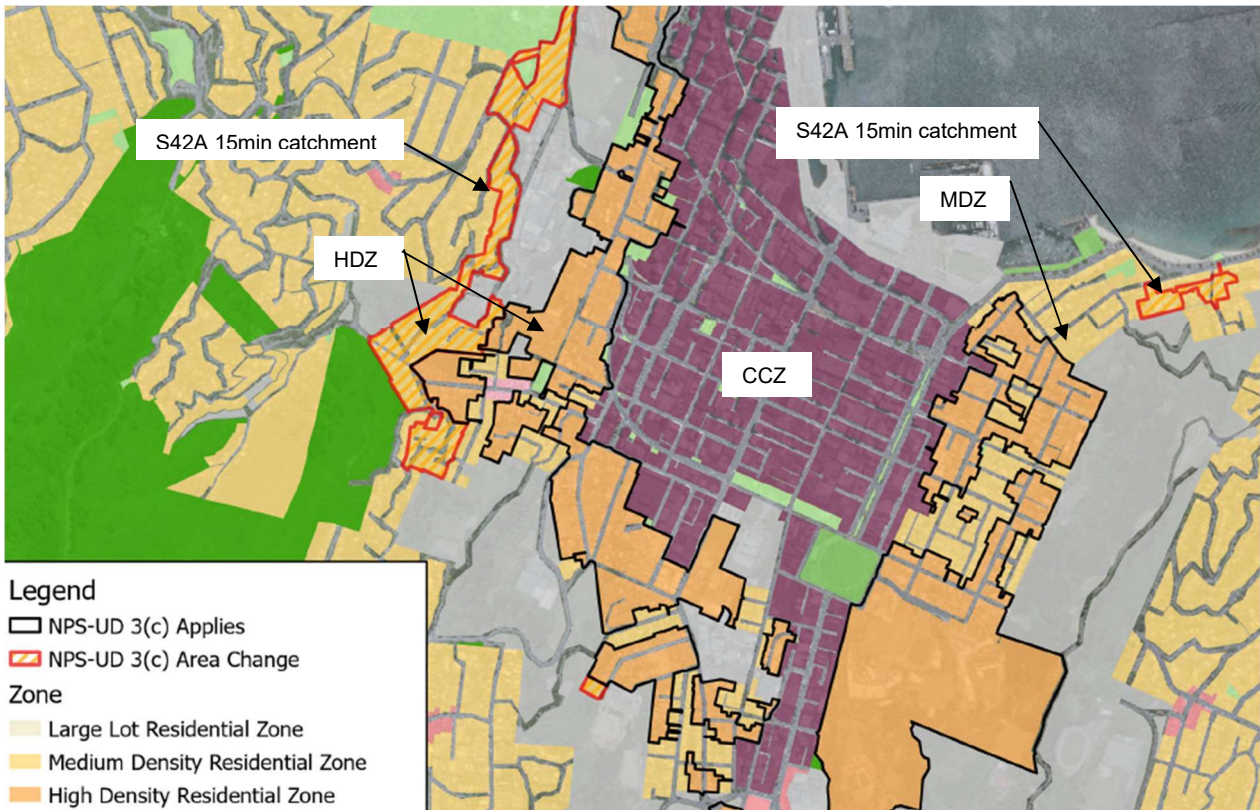 S42A 15min catchment
S42A 15min catchment
MDZ
HDZ
CCZ
Legend
NPS-UD 3(c) Applies
NPS-UD 3(c) Area Change
Zone
Large Lot Residential Zone
Medium Density Residential Zone
High Density Residential Zone